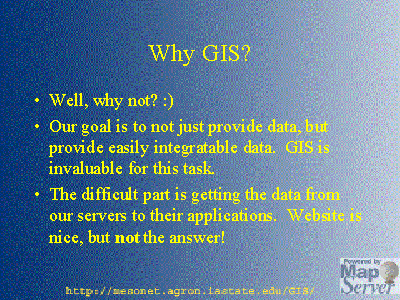 Why GIS?
• Well, why not? :)
• Our goal is to not just provide data, but
provide easily integratable data.  GIS is
invaluable for this task.
• The difficult part is getting the data from
our servers to their applications.  Website is
nice, but not the answer!
Powered by
Map
Server
http://mesonet.agron.iastate.edu/GIS/